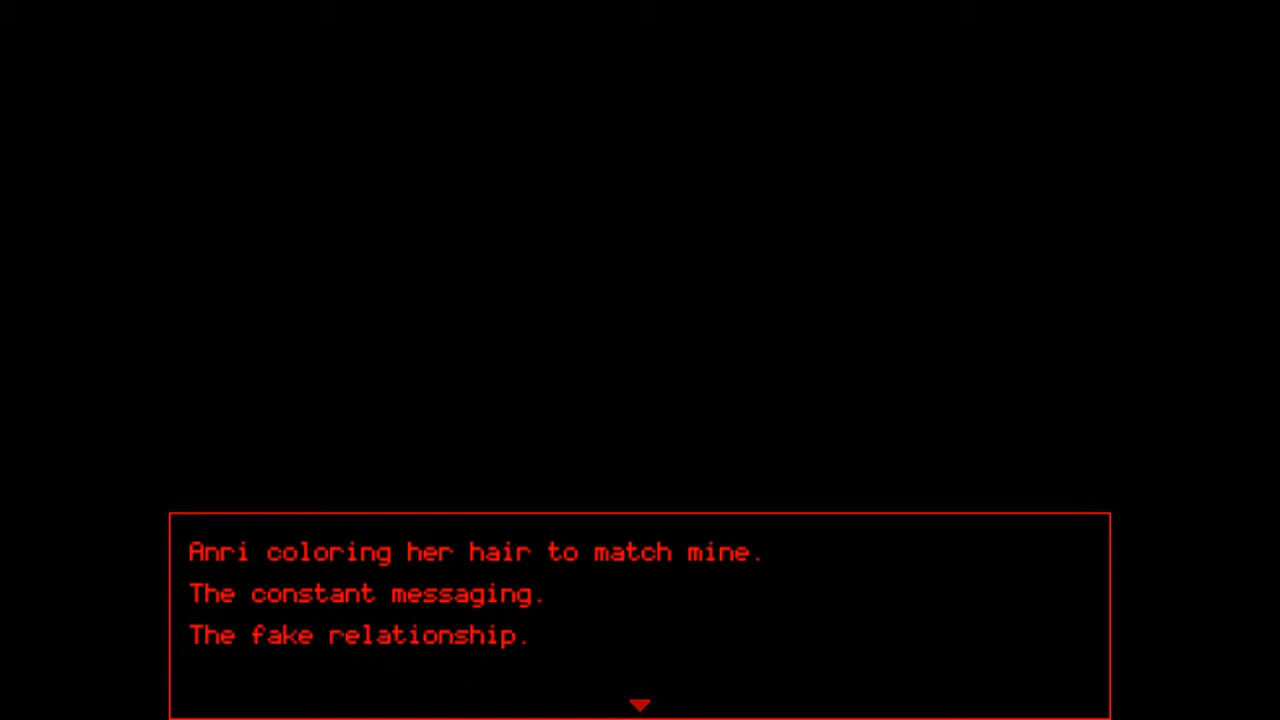 Anri coloring her hair to match mine.
The constant messaging.
The fake relationship.